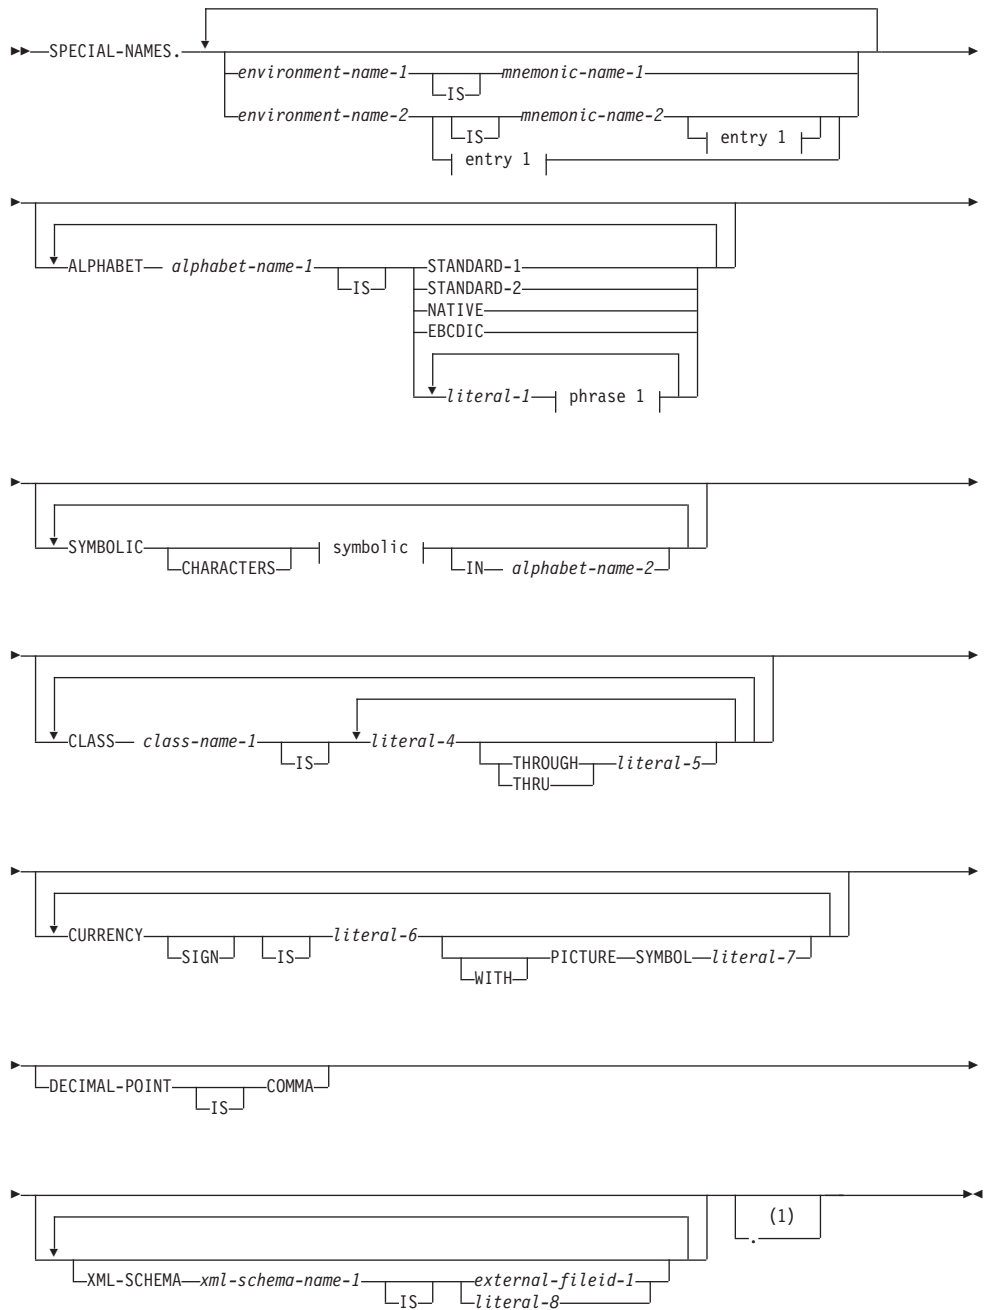 SPECIAL-NAMES.
environment-name-1 IS mnemonic-name-1
environment-name-2 IS mnemonic-name-2 entry 1
entry 1
ALPHABET alphabet-name-1 IS STANDARD-1
STANDARD-2
NATIVE
EBCDIC
literal-1 phrase 1
SYMBOLIC CHARACTERS symbolic IN alphabet-name-2
CLASS class-name-1 IS literal-4 THROUGH literal-5
THRU
CURRENCY SIGN IS literal-6 WITH PICTURE SYMBOL literal-7
DECIMAL-POINT IS COMMA
(1)
.
XML-SCHEMA xml-schema-name-1 IS external-fileid-1
literal-8